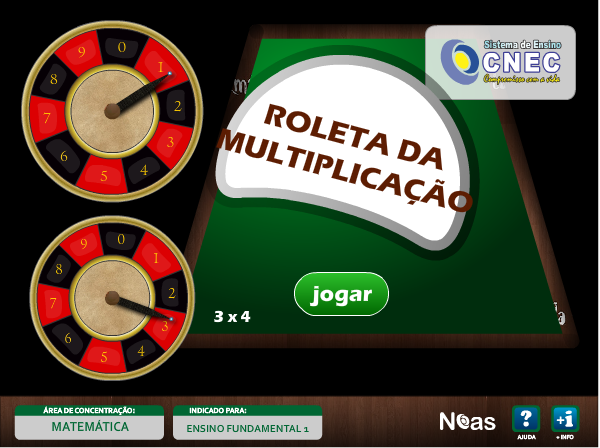 0
1
2
3
4
5
6
7
8
9
0
1
2
3
4
5
6
7
8
9
Sistema de Ensino
CNEC
Compromisso com a vida
ROLETA DA
MULTIPLICAÇÃO
jogar
3 x 4
ÁREA DE CONCENTRAÇÃO:
MATEMÁTICA
INDICADO PARA:
ENSINO FUNDAMENTAL 1
Noas
?
AJUDA
+i
+ INFO